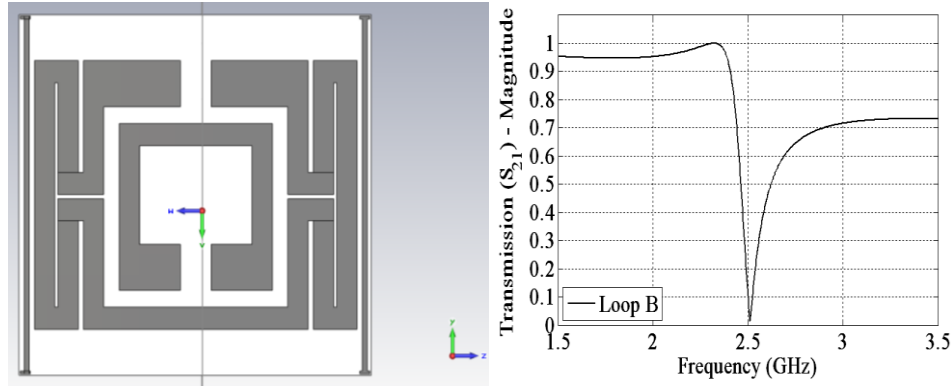 w
v
y
z
Transmission (S21) - Magnitude
1
0.9
0.8
0.7
0.6
0.5
0.4
0.3
0.2
0.1
0
Loop B
1.5 2 2.5 3 3.5
Frequency (GHz)